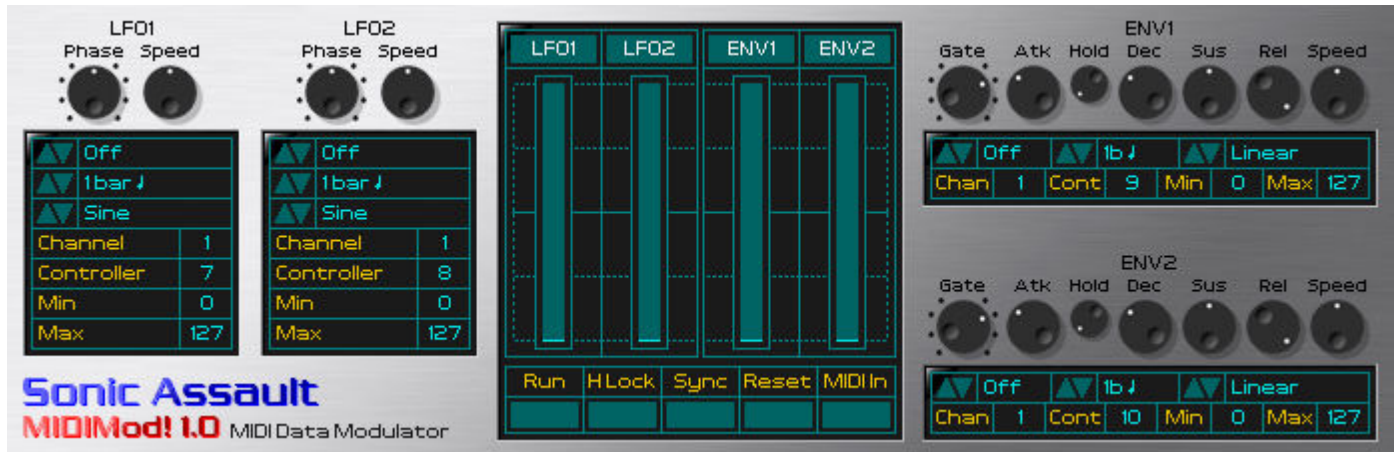 LFO1
Phase Speed
Off
1bar ♩
Sine
Channel 1
Controller 7
Min 0
Max 127
LFO2
Phase Speed
Off
1bar ♩
Sine
Channel 1
Controller 8
Min 0
Max 127
Sonic Assault
MIDIMod! 1.0 MIDI Data Modulator
LFO1 LFO2 ENV1 ENV2
Run HLock Sync Reset MIDI In
ENV1
Gate Atk Hold Dec Sus Rel Speed
Off 1b ♩ Linear
Chan 1 Cont 9 Min 0 Max 127
ENV2
Gate Atk Hold Dec Sus Rel Speed
Off 1b ♩ Linear
Chan 1 Cont 10 Min 0 Max 127